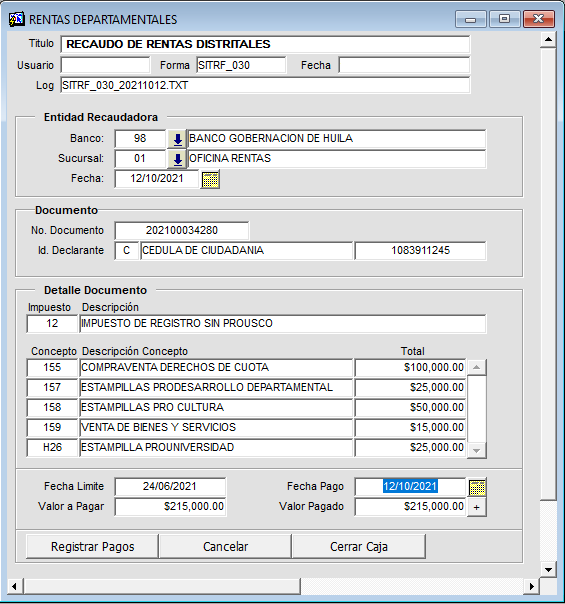 RENTAS DEPARTAMENTALES
Titulo RECAUDO DE RENTAS DISTRITALES
Usuario Forma SITRF_030 Fecha
Log SITRF_030_20211012.TXT
Entidad Recaudadora
Banco: 98 BANCO GOBERNACION DE HUILA
Sucursal: 01 OFICINA RENTAS
Fecha: 12/10/2021
Documento
No. Documento 202100034280
Id. Declarante C CEDULA DE CIUDADANIA 1083911245
Detalle Documento
Impuesto Descripción
12 IMPUESTO DE REGISTRO SIN PROUSCO
Concepto Descripción Concepto Total
155 COMPRAVENTA DERECHOS DE CUOTA $100,000.00
157 ESTAMPILLAS PRODESARROLLO DEPARTAMENTAL $25,000.00
158 ESTAMPILLAS PRO CULTURA $50,000.00
159 VENTA DE BIENES Y SERVICIOS $15,000.00
H26 ESTAMPILLA PROUNIVERSIDAD $25,000.00
Fecha Limite 24/06/2021 Fecha Pago 12/10/2021
Valor a Pagar $215,000.00 Valor Pagado $215,000.00 +
Registrar Pagos Cancelar Cerrar Caja